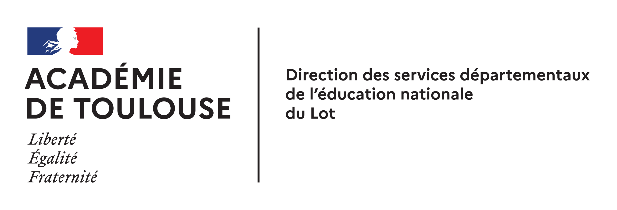 ACADÉMIE
DE TOULOUSE
Liberté
Égalité
Fraternité
Direction des services départementaux
de l'éducation nationale
du Lot